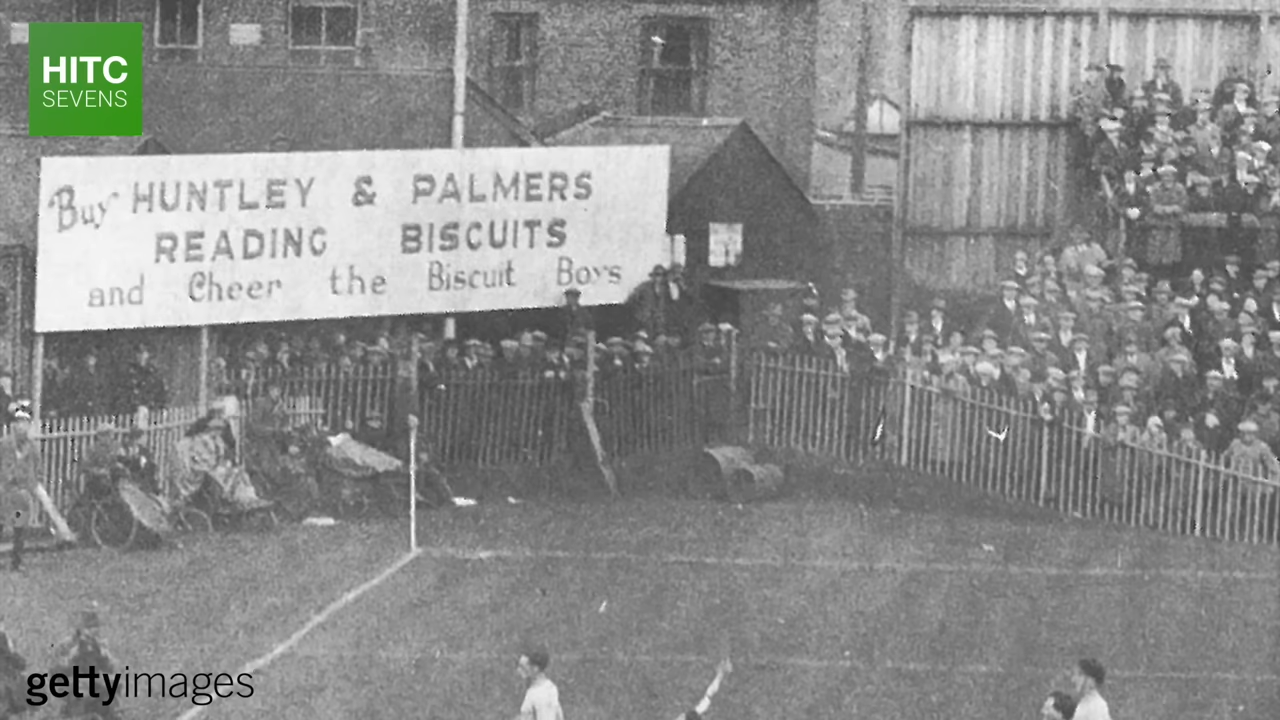 HITC
SEVENS
Buy HUNTLEY & PALMERS
READING BISCUITS
and Cheer the Biscuit Boys
gettyimages